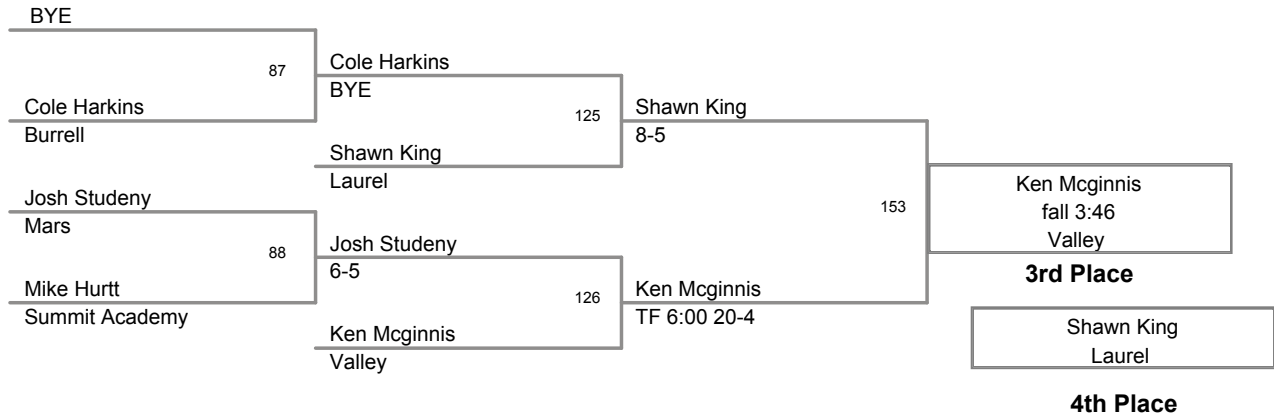 BYE
87
Cole Harkins
Burrell
Josh Studeny
Mars
88
Mike Hurtt
Summit Academy
Cole Harkins
BYE
125
Shawn King
Laurel
Josh Studeny
6-5
126
Ken Mcginnis
Valley
Shawn King
8-5
153
Ken Mcginnis
TF 6:00 20-4
Ken Mcginnis
fall 3:46
Valley
3rd Place
Shawn King
Laurel
4th Place